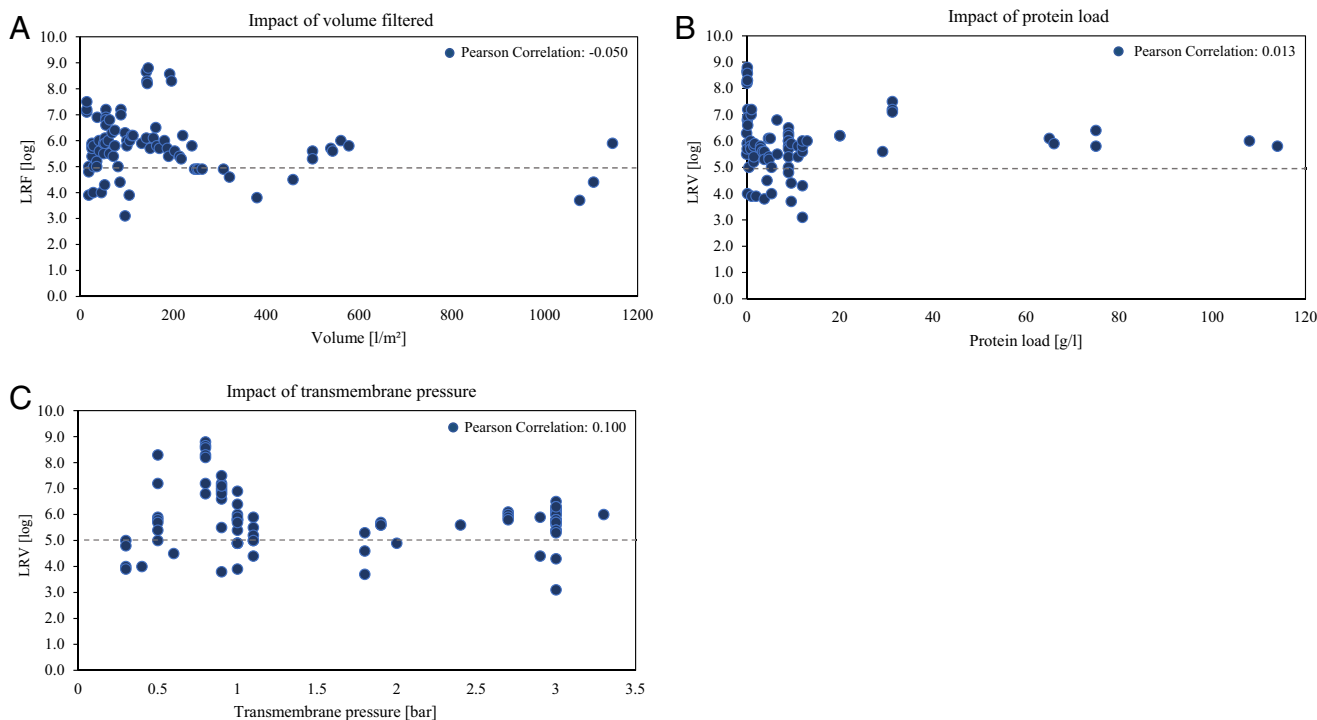 A
Impact of volume filtered
Pearson Correlation: -0.050
LRF [log]
10.0
9.0
8.0
7.0
6.0
5.0
4.0
3.0
2.0
1.0
0.0
0 200 400 600 800 1000 1200
Volume [l/m²]
B
Impact of protein load
Pearson Correlation: 0.013
LRV [log]
10.0
9.0
8.0
7.0
6.0
5.0
4.0
3.0
2.0
1.0
0.0
0 20 40 60 80 100 120
Protein load [g/l]
C
Impact of transmembrane pressure
Pearson Correlation: 0.100
LRV [log]
10.0
9.0
8.0
7.0
6.0
5.0
4.0
3.0
2.0
1.0
0.0
0 0.5 1 1.5 2 2.5 3 3.5
Transmembrane pressure [bar]